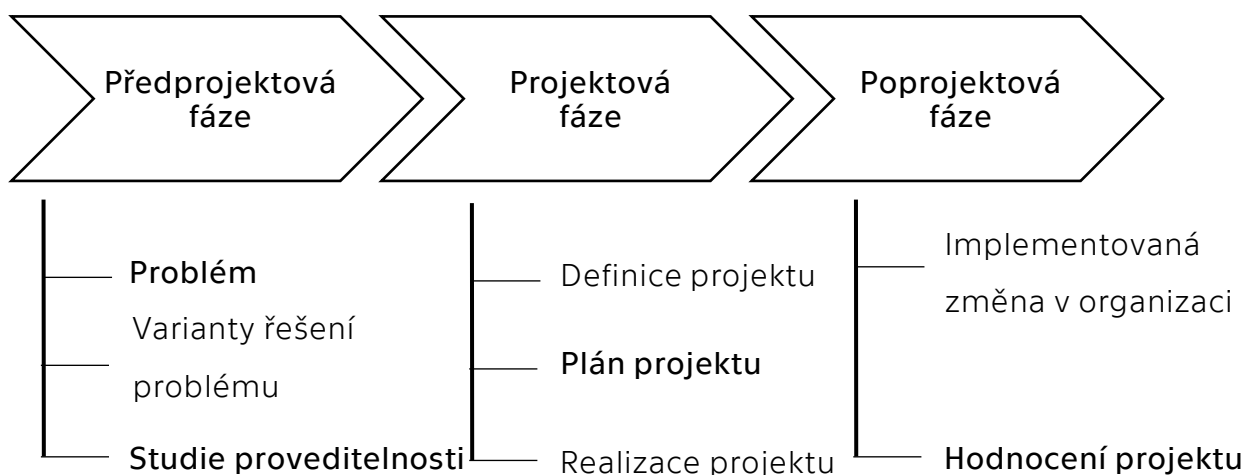 Předprojektová
fáze
Projektová
fáze
Poprojektová
fáze
Problém
Varianty řešení
problému
Studie proveditelnosti
Definice projektu
Plán projektu
Realizace projektu
Implementovaná
změna v organizaci
Hodnocení projektu